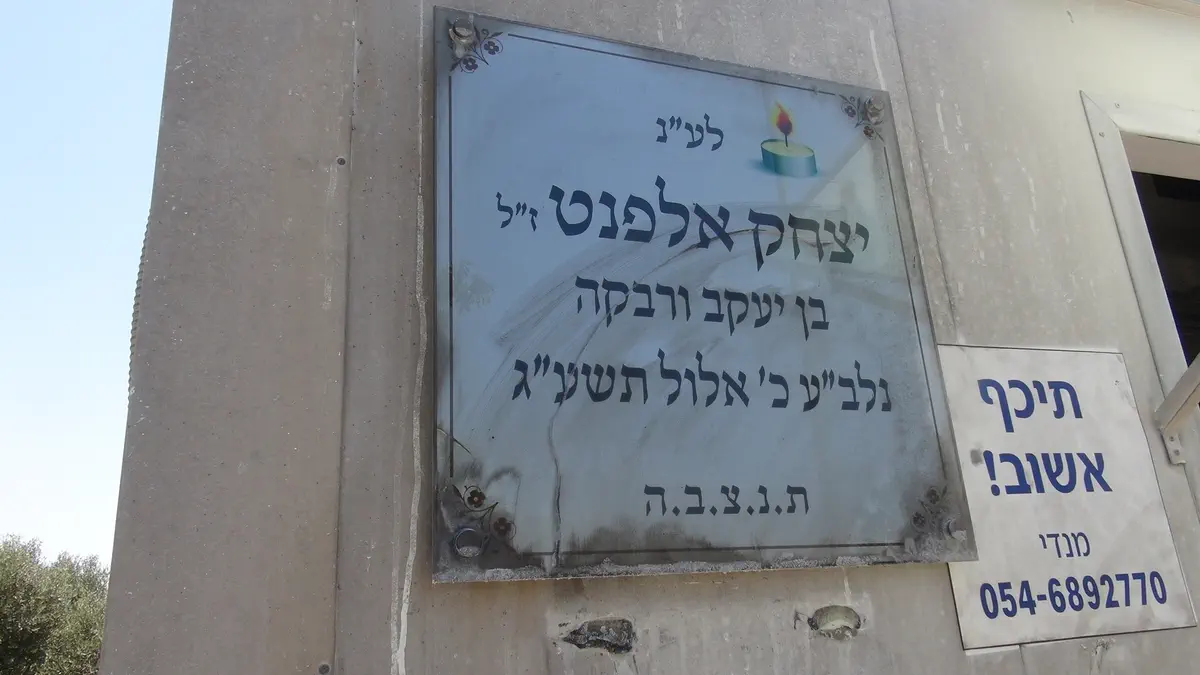 לע"נ
יצחק אלפנט ז"ל
בן יעקב ורבקה
נלב"ע כ' אלול תשע"ג
ת.נ.צ.ב.ה
תיכף
אשוב!
מנדי
054-6892770